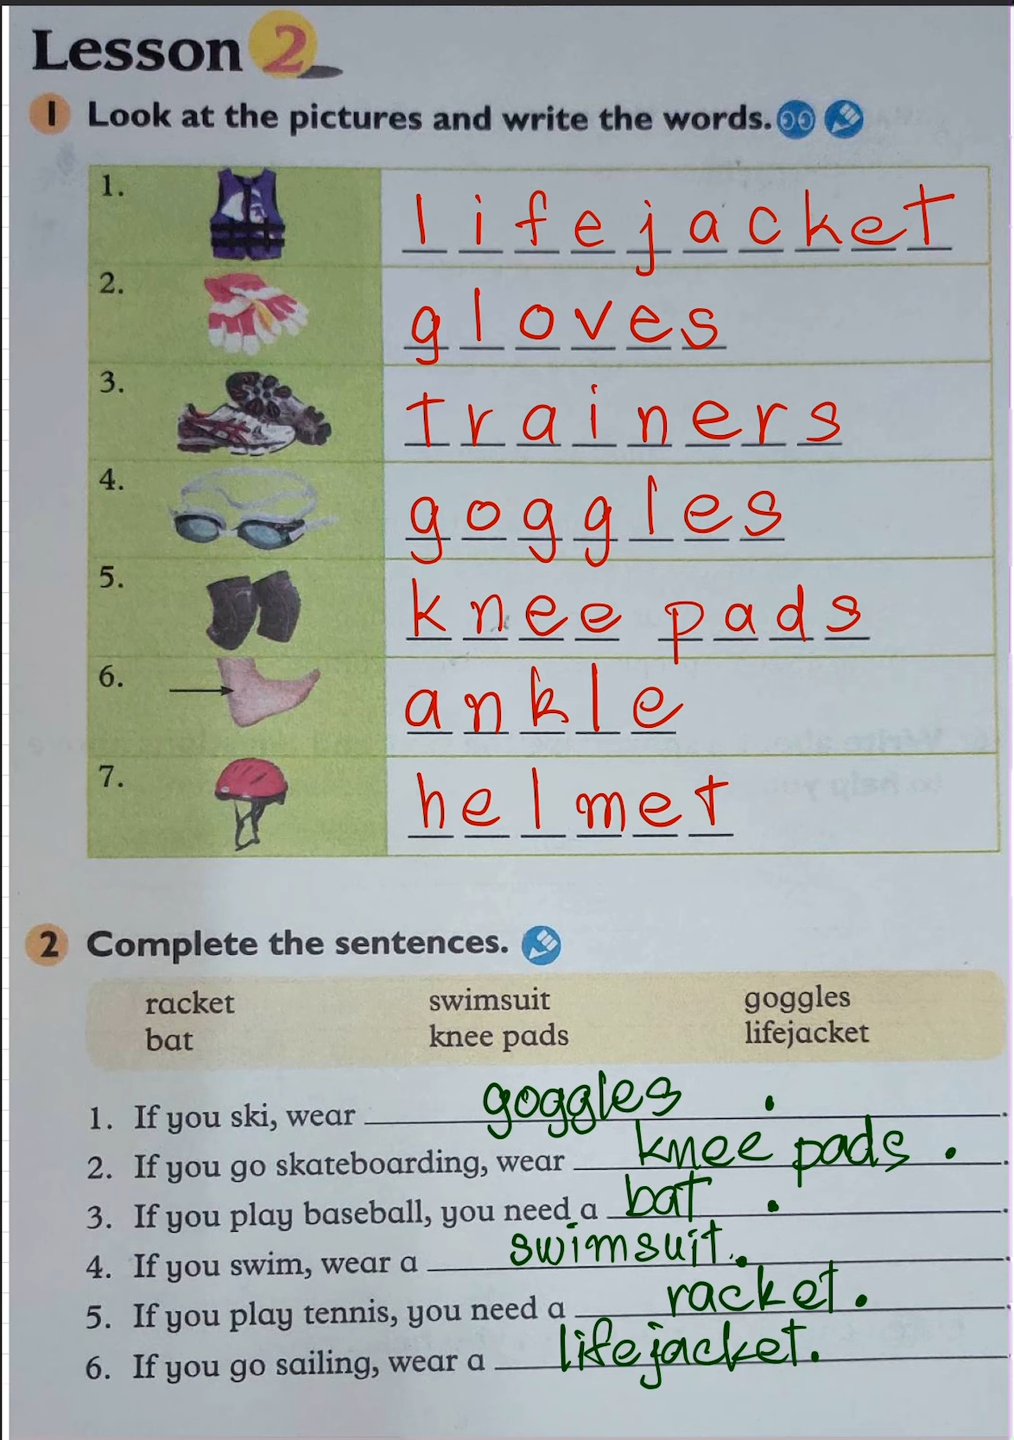 Lesson 2
1 Look at the pictures and write the words.
1. lifejacket
2. gloves
3. trainers
4. goggles
5. knee pads
6. ankle
7. helmet
2 Complete the sentences.
racket swimsuit goggles
bat knee pads lifejacket
1. If you ski, wear goggles .
2. If you go skateboarding, wear knee pads .
3. If you play baseball, you need a bat .
4. If you swim, wear a swimsuit.
5. If you play tennis, you need a racket.
6. If you go sailing, wear a lifejacket.